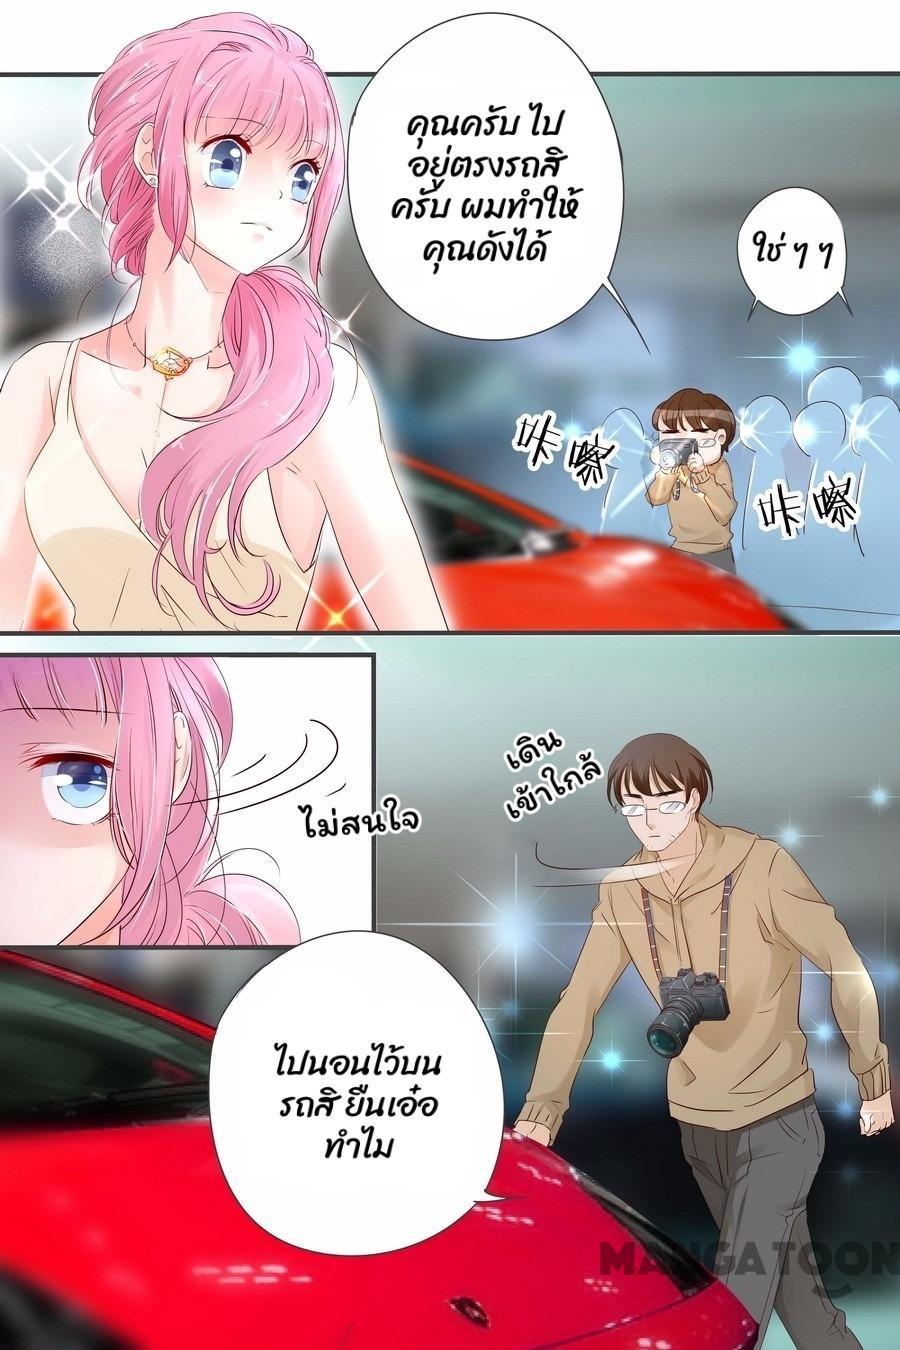 คุณครับ ไป
อยู่ตรงรถสิ
ครับ ผมทำให้
คุณดังได้
ใช่ ๆ ๆ
咔嚓
咔嚓
ไม่สนใจ
เดิน
เข้าใกล้
ไปนอนไว้บน
รถสิ ยืนเอ๋อ
ทำไม
MANGATOON